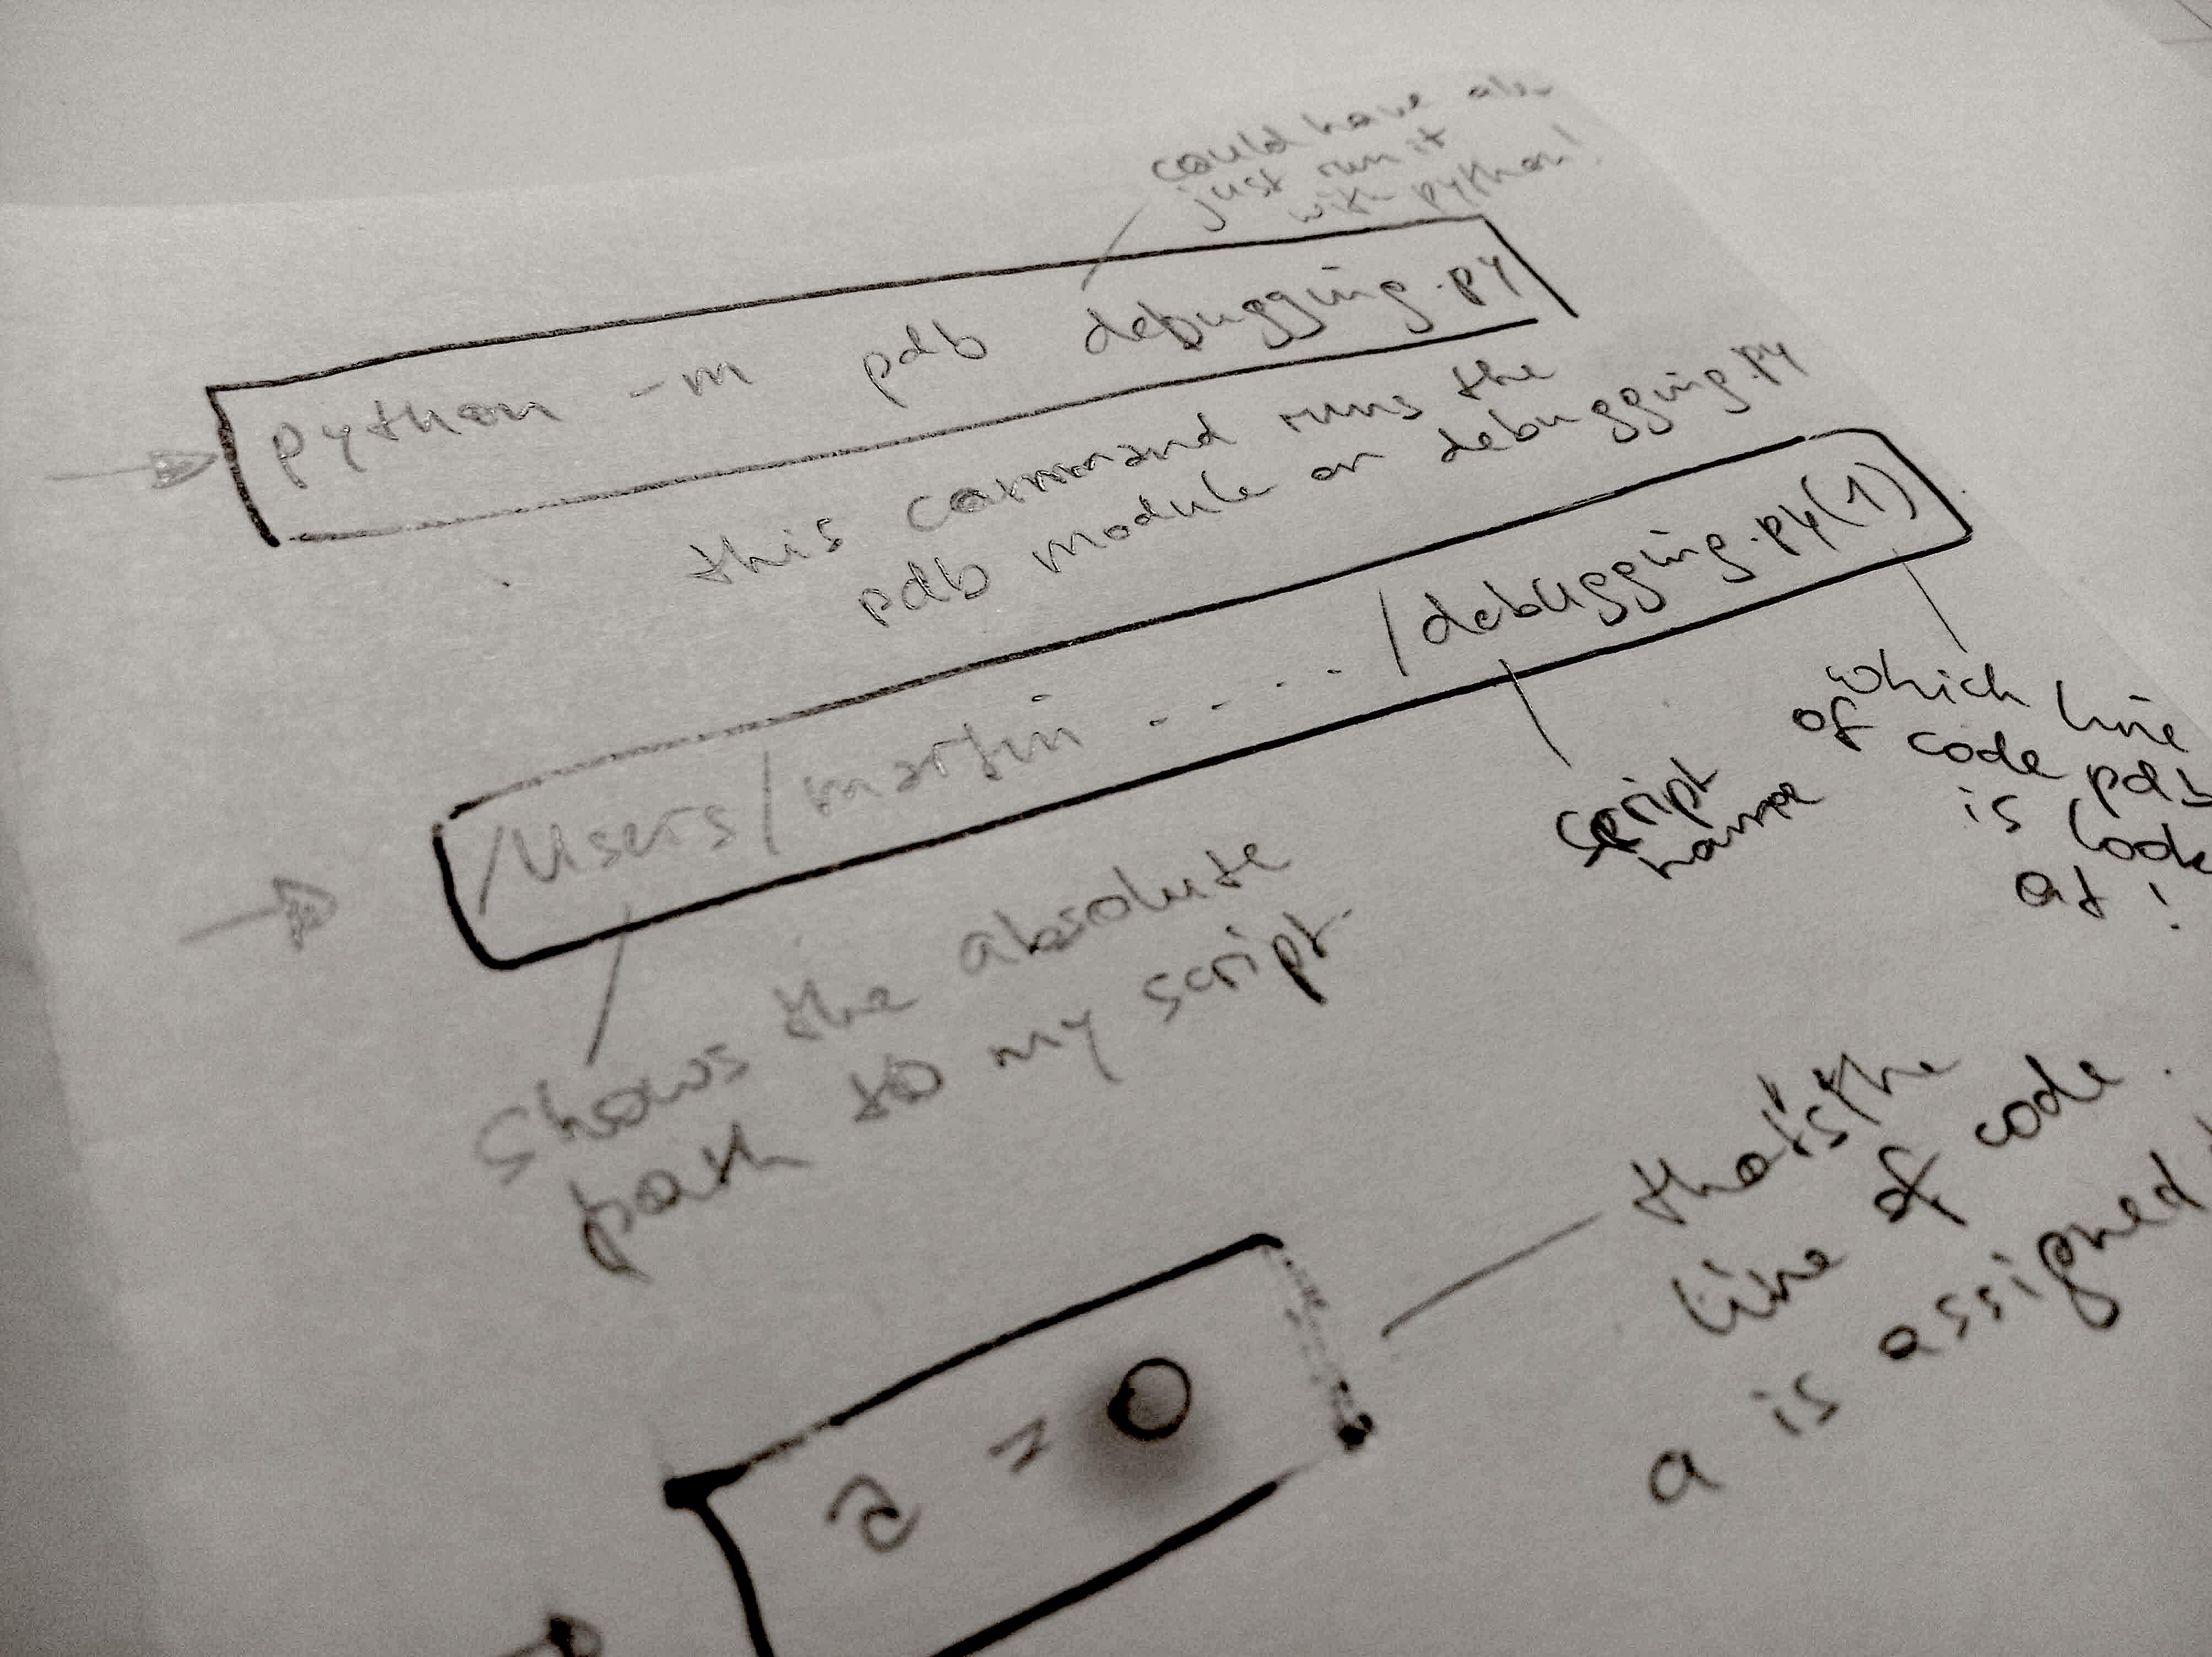 could have also
just run it
with python!
python -m pdb debugging.py
this command runs the
pdb module on debugging.py
/Users/martin...../debugging.py(1)
script
name
which line
of code pdb
is
at!
shows the absolute
path to my script.
a = 0
that's the
line of code.
a is assigned